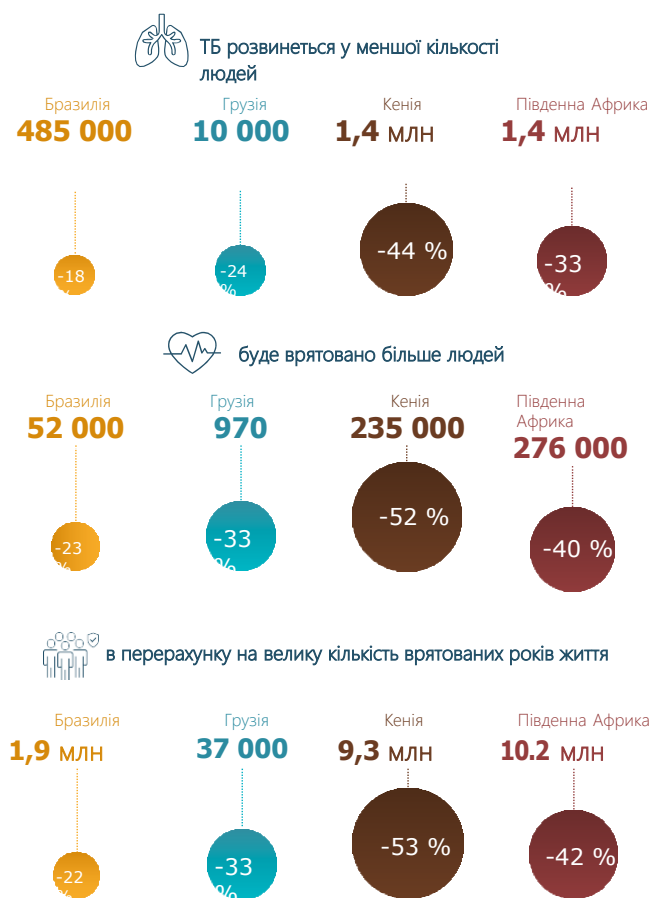 ТБ розвинеться у меншої кількості
людей
Бразилія Грузія Кенія Південна Африка
485 000 10 000 1,4 млн 1,4 млн
-18 % -24 % -44 % -33 %
буде врятовано більше людей
Бразилія Грузія Кенія Південна
Африка
52 000 970 235 000 276 000
-23 % -33 % -52 % -40 %
в перерахунку на велику кількість врятованих років життя
Бразилія Грузія Кенія Південна Африка
1,9 млн 37 000 9,3 млн 10.2 млн
-22 % -33 % -53 % -42 %